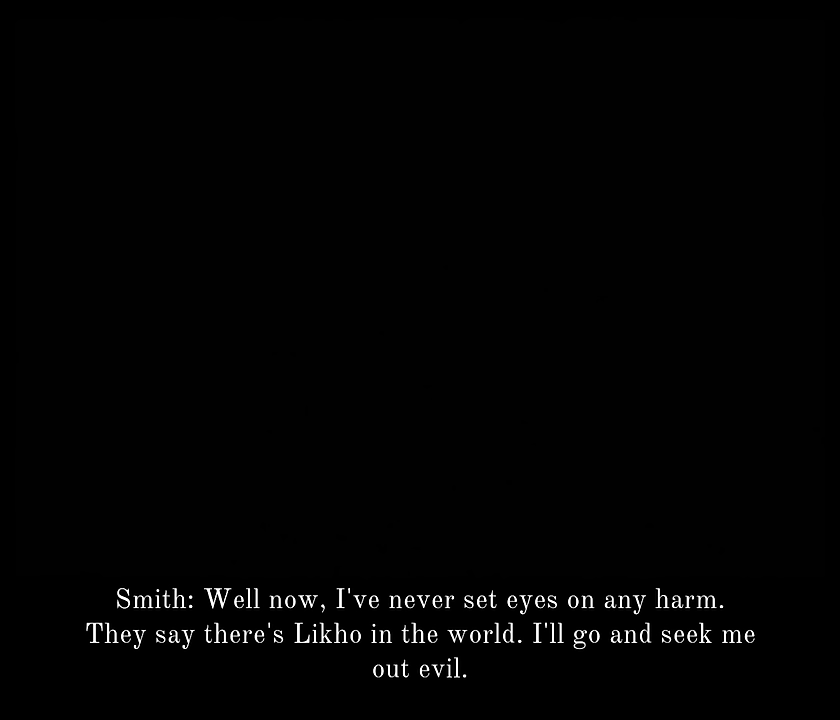 Smith: Well now, I've never set eyes on any harm.
They say there's Likho in the world. I'll go and seek me
out evil.